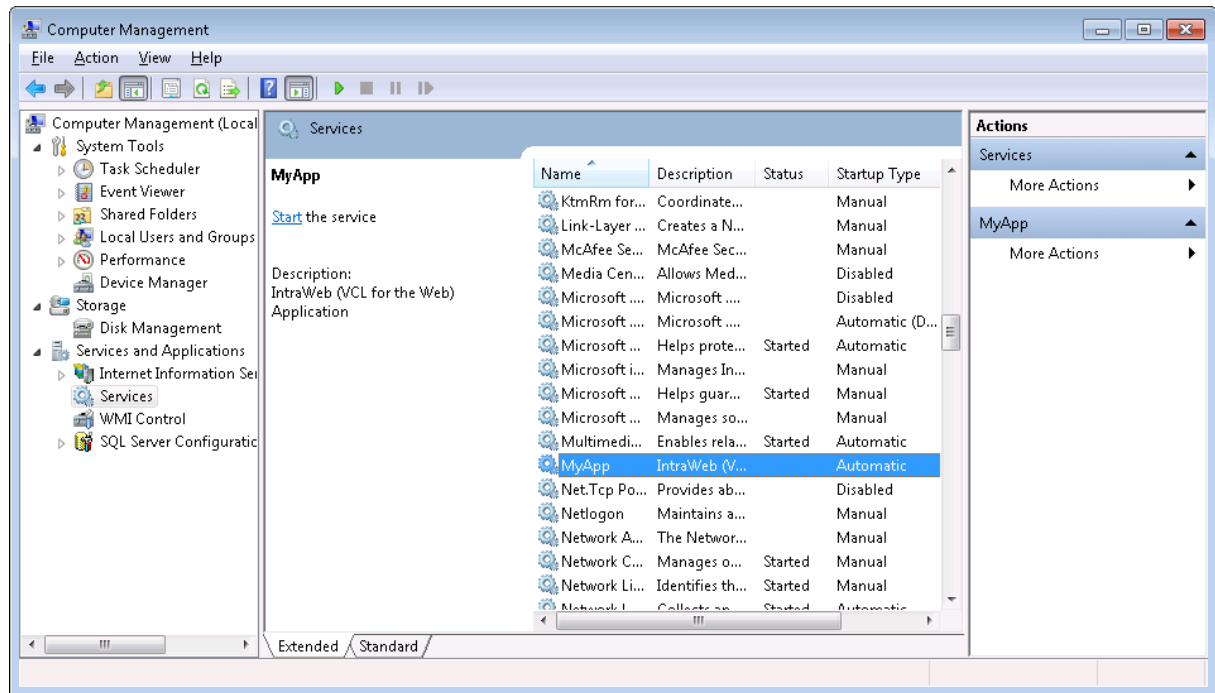 Computer Management
File Action View Help
Computer Management (Local
System Tools
Task Scheduler
Event Viewer
Shared Folders
Local Users and Groups
Performance
Device Manager
Storage
Disk Management
Services and Applications
Internet Information Ser
Services
WMI Control
SQL Server Configuratic
Services
MyApp
Start the service
Description:
IntraWeb (VCL for the Web)
Application
Name Description Status Startup Type
KtmRm for... Coordinate... Manual
Link-Layer ... Creates a N... Manual
McAfee Se... McAfee Sec... Manual
Media Cen... Allows Med... Disabled
Microsoft .... Microsoft .... Disabled
Microsoft .... Microsoft .... Automatic (D...
Microsoft ... Helps prote... Started Automatic
Microsoft i... Manages In... Manual
Microsoft ... Helps guar... Started Manual
Microsoft ... Manages so... Manual
Multimedi... Enables rela... Started Automatic
MyApp IntraWeb (V... Automatic
Net.Tcp Po... Provides ab... Disabled
Netlogon Maintains a... Manual
Network A... The Networ... Manual
Network C... Manages o... Started Manual
Network Li... Identifies th... Started Manual
Network L... Collects an... Started Automatic
Extended Standard
Actions
Services
More Actions
MyApp
More Actions